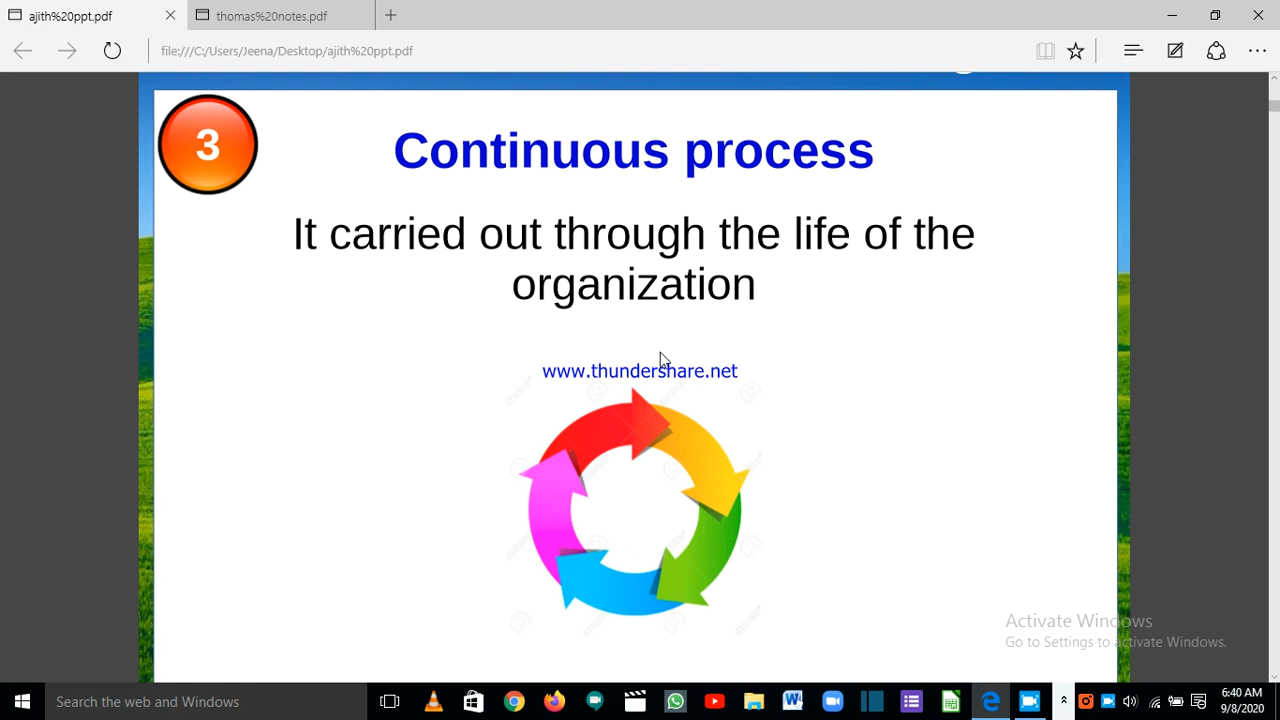 ajith%20ppt.pdf
thomas%20notes.pdf
file:///C:/Users/Jeena/Desktop/ajith%20ppt.pdf
3
Continuous process
It carried out through the life of the
organization
www.thundershare.net
Activate Windows
Go to Settings to activate Windows.
Search the web and Windows
6:40 AM
9/8/2020